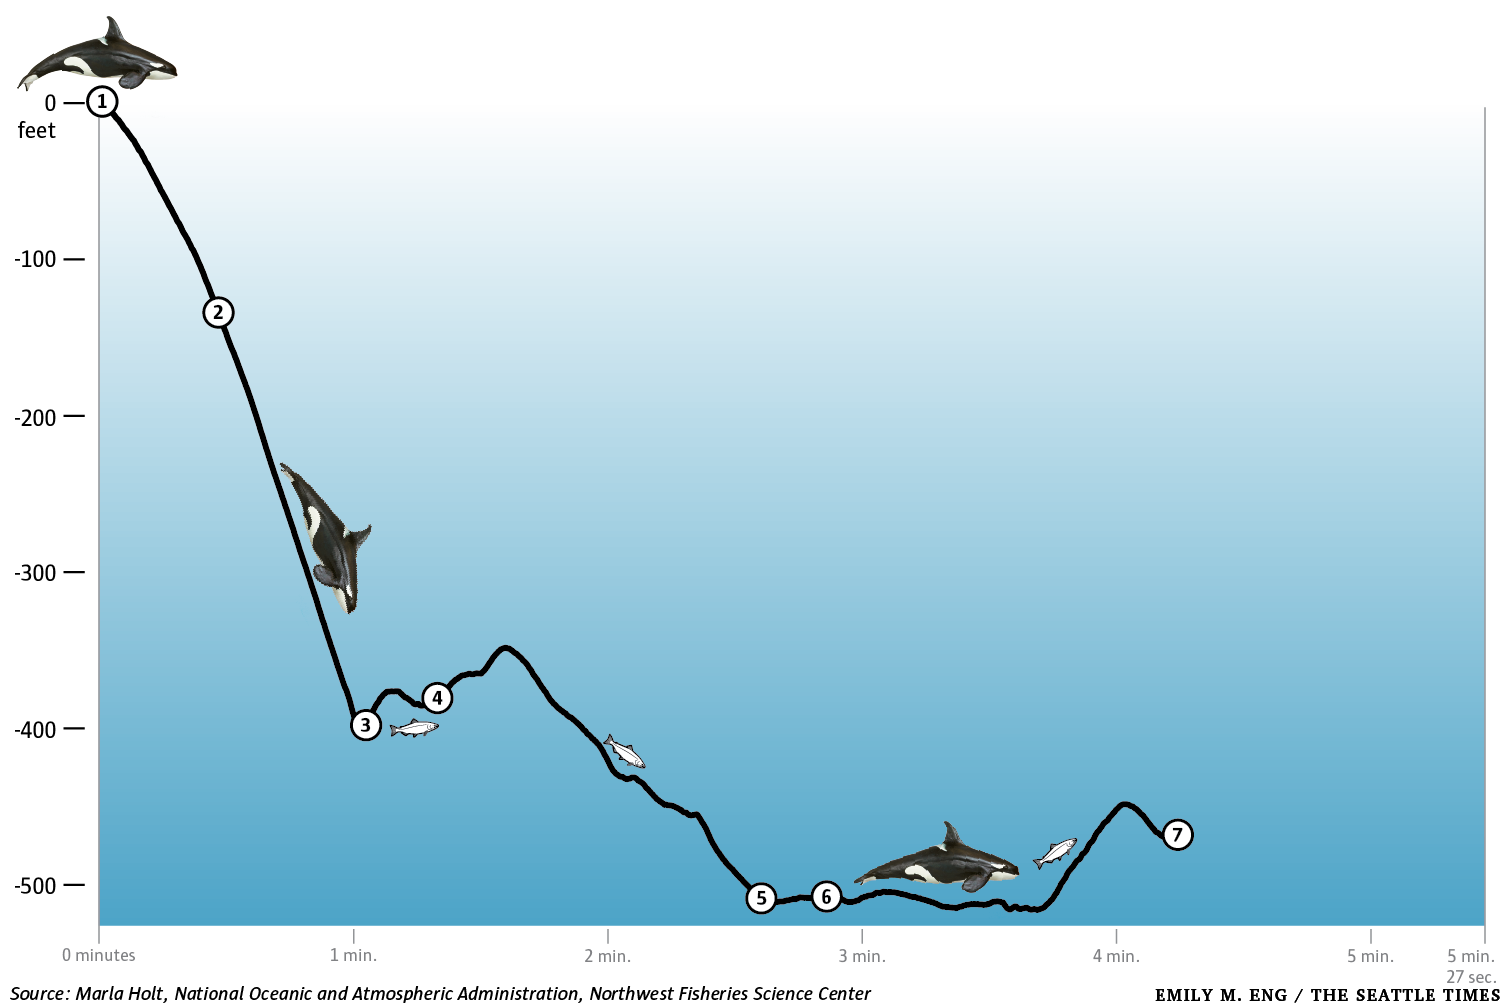 1
0
feet
-100
2
-200
-300
-400
3
4
5
6
7
-500
0 minutes
1 min.
2 min.
3 min.
4 min.
5 min.
5 min.
27 sec.
Source: Marla Holt, National Oceanic and Atmospheric Administration, Northwest Fisheries Science Center
EMILY M. ENG / THE SEATTLE TIMES